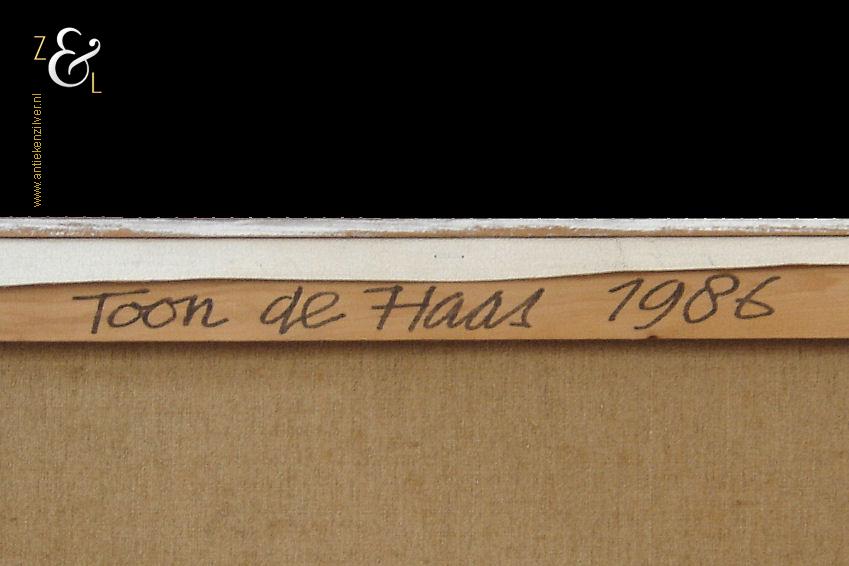 Z & L
www.antiekenzilver.nl
Toon de Haas 1986